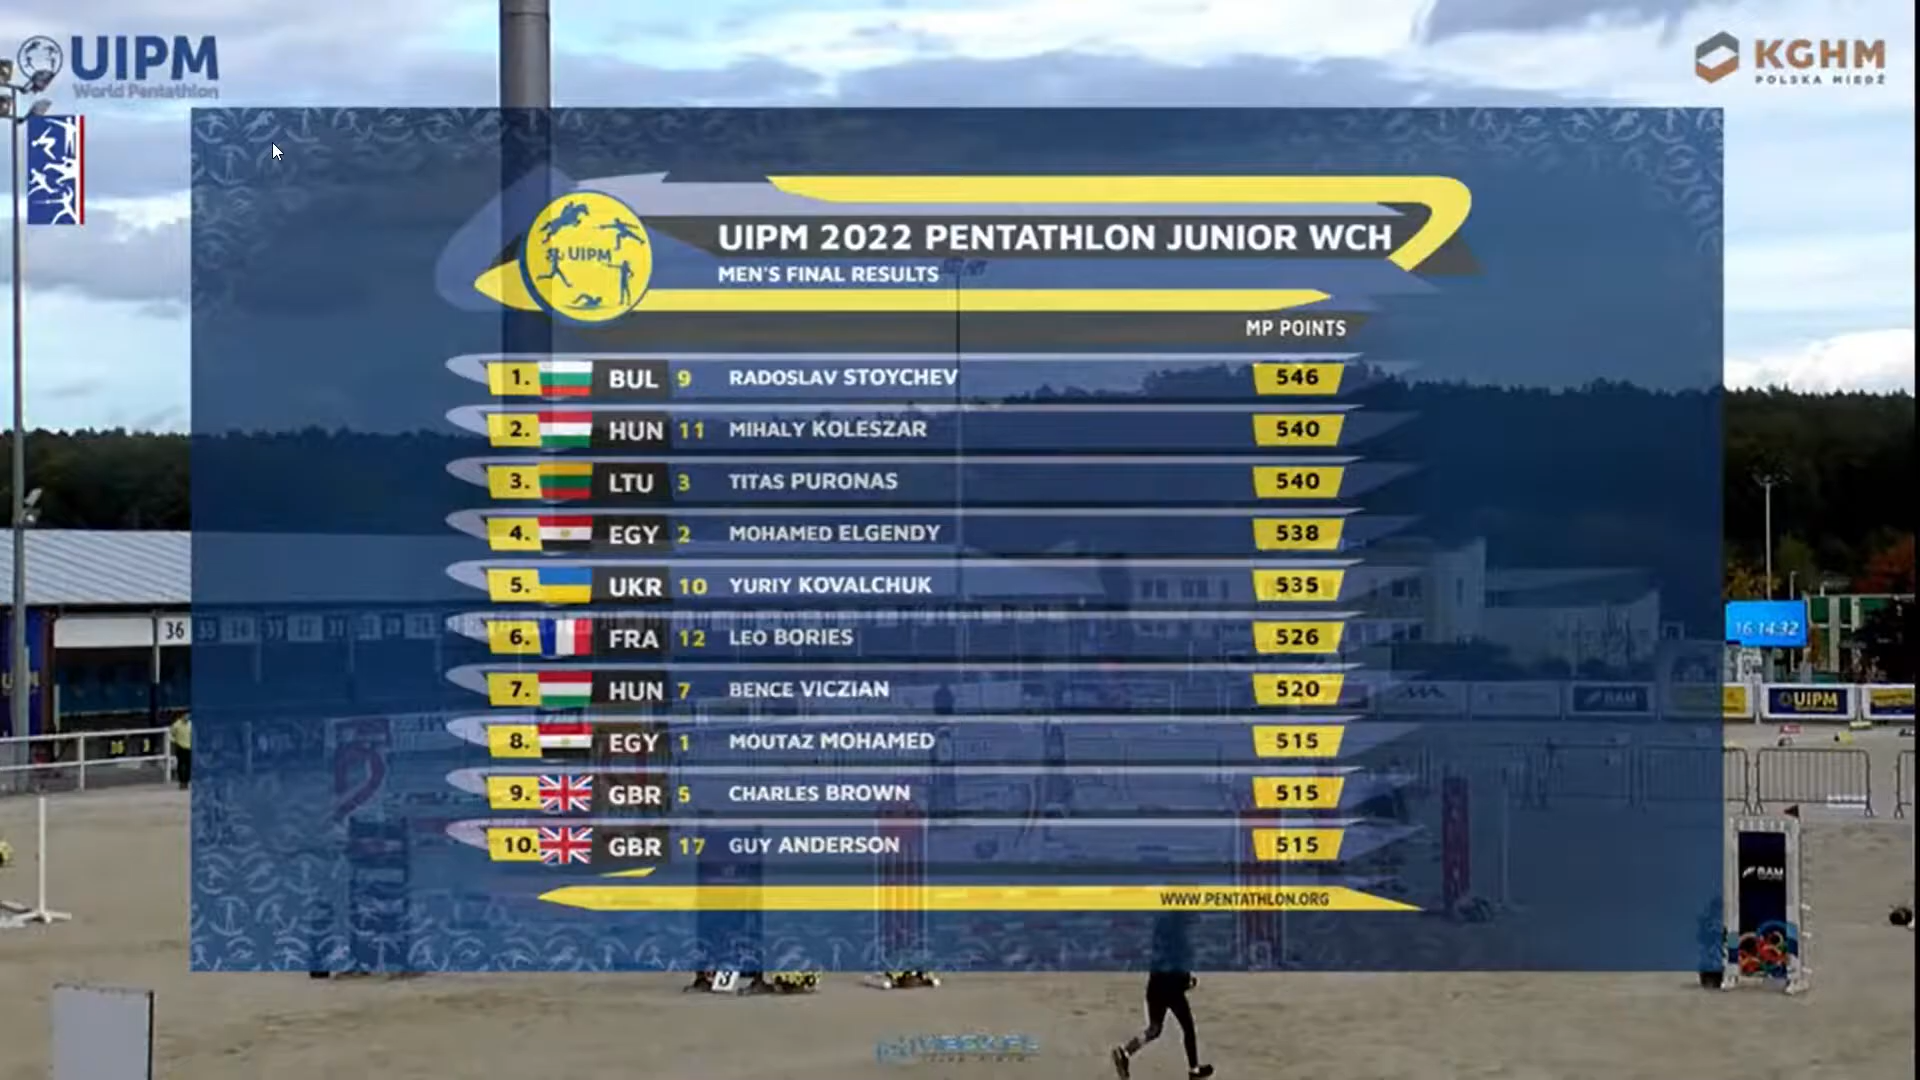 UIPM
World Pentathlon
KGHM
POLSKA MIEDŹ
UIPM
UIPM 2022 PENTATHLON JUNIOR WCH
MEN'S FINAL RESULTS
MP POINTS
1. BUL 9 RADOSLAV STOYCHEV 546
2. HUN 11 MIHALY KOLESZAR 540
3. LTU 3 TITAS PURONAS 540
4. EGY 2 MOHAMED ELGENDY 538
5. UKR 10 YURIY KOVALCHUK 535
6. FRA 12 LEO BORIES 526
7. HUN 7 BENCE VICZIAN 520
8. EGY 1 MOUTAZ MOHAMED 515
9. GBR 5 CHARLES BROWN 515
10. GBR 17 GUY ANDERSON 515
WWW.PENTATHLON.ORG
36
16:14:32
UIPM
3